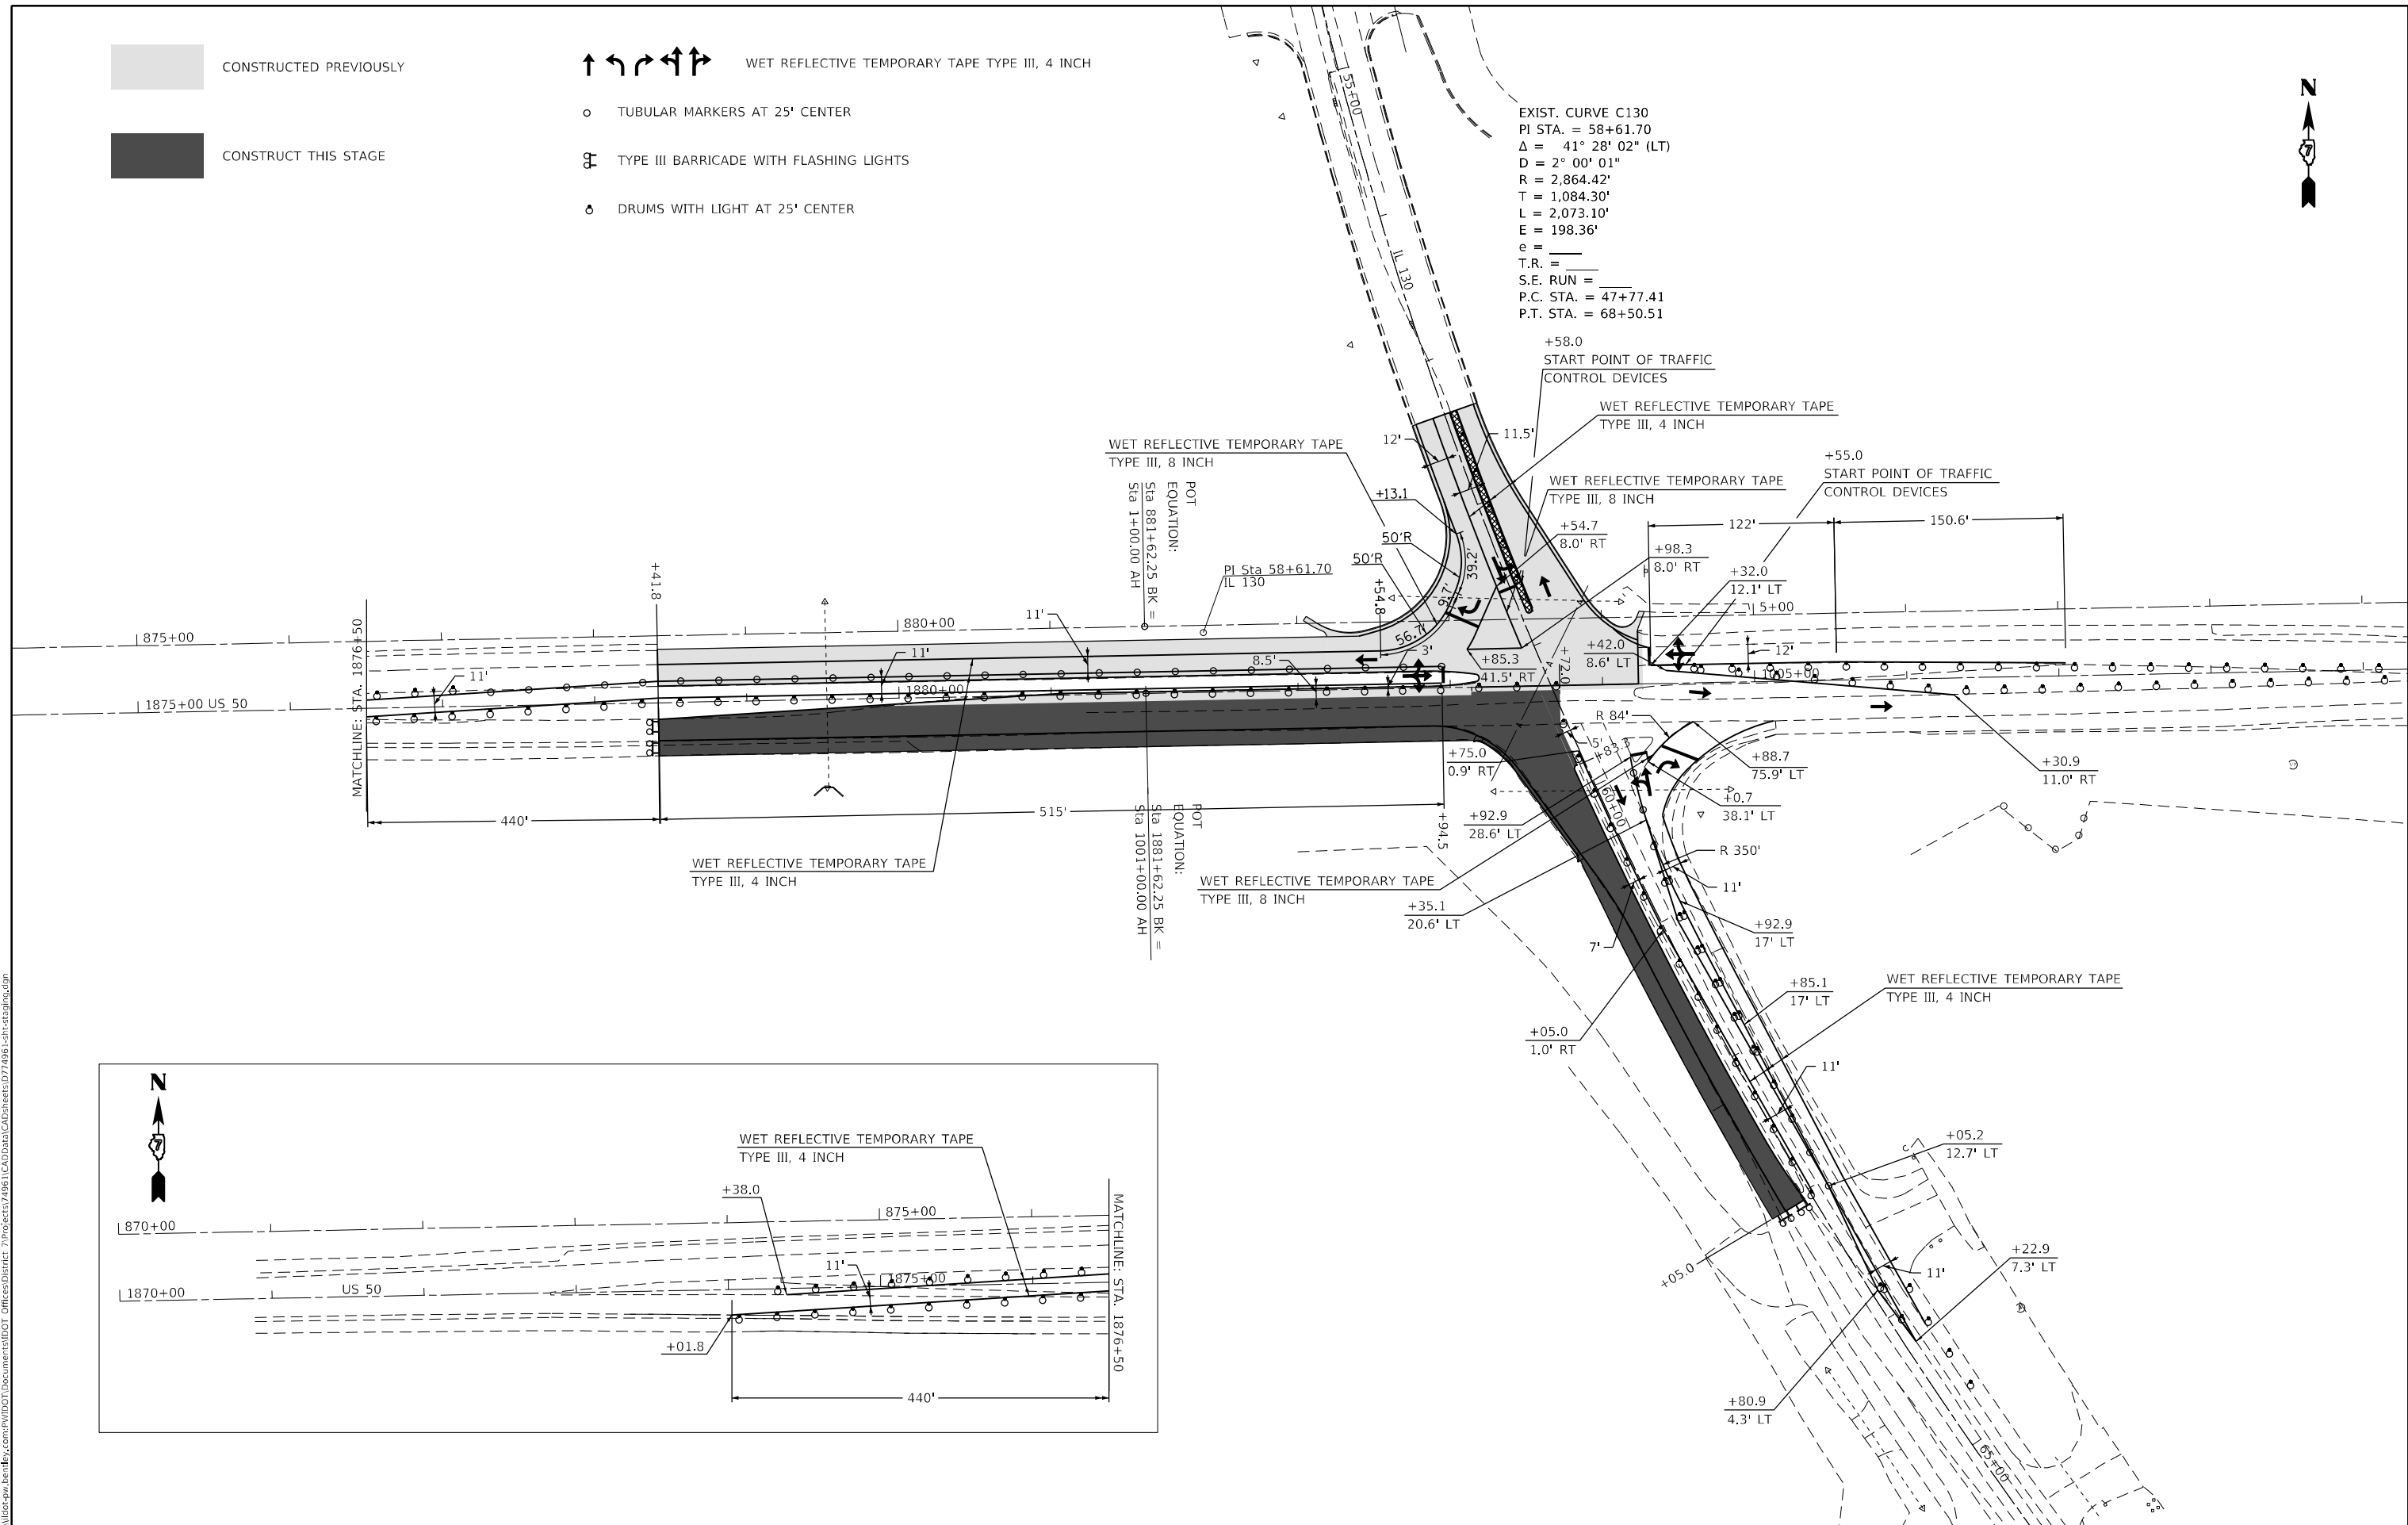 CONSTRUCTED PREVIOUSLY
CONSTRUCT THIS STAGE
WET REFLECTIVE TEMPORARY TAPE TYPE III, 4 INCH
TUBULAR MARKERS AT 25' CENTER
TYPE III BARRICADE WITH FLASHING LIGHTS
DRUMS WITH LIGHT AT 25' CENTER
N
7
EXIST. CURVE C130
PI STA. = 58+61.70
Δ = 41° 28' 02" (LT)
D = 2° 00' 01"
R = 2,864.42'
T = 1,084.30'
L = 2,073.10'
E = 198.36'
e = ____
T.R. = ____
S.E. RUN = ____
P.C. STA. = 47+77.41
P.T. STA. = 68+50.51
55+00
IL 130
+58.0
START POINT OF TRAFFIC
CONTROL DEVICES
WET REFLECTIVE TEMPORARY TAPE
TYPE III, 4 INCH
12'
11.5'
WET REFLECTIVE TEMPORARY TAPE
TYPE III, 8 INCH
+55.0
START POINT OF TRAFFIC
CONTROL DEVICES
WET REFLECTIVE TEMPORARY TAPE
TYPE III, 8 INCH
+13.1
122'
150.6'
+54.7
8.0' RT
50'R
50'R
39.2'
9.7'
56.7'
+98.3
8.0' RT
+32.0
12.1' LT
POT
EQUATION:
Sta 881+62.25 BK =
Sta 1+00.00 AH
PI Sta 58+61.70
IL 130
+54.8
+41.8
5+00
875+00
880+00
11'
11'
11'
8.5'
3'
+85.3
41.5' RT
+72.0
+42.0
8.6' LT
12'
1005+0
1875+00 US 50
1880+00
MATCHLINE: STA. 1876+50
R 84'
5'
+83.3
+75.0
0.9' RT
+88.7
75.9' LT
+30.9
11.0' RT
+0.7
38.1' LT
440'
515'
+94.5
+92.9
28.6' LT
60+00
POT
EQUATION:
Sta 1881+62.25 BK =
Sta 1001+00.00 AH
WET REFLECTIVE TEMPORARY TAPE
TYPE III, 4 INCH
WET REFLECTIVE TEMPORARY TAPE
TYPE III, 8 INCH
R 350'
11'
+35.1
20.6' LT
+92.9
17' LT
7'
+85.1
17' LT
WET REFLECTIVE TEMPORARY TAPE
TYPE III, 4 INCH
+05.0
1.0' RT
11'
+05.2
12.7' LT
+22.9
7.3' LT
+05.0
11'
+80.9
4.3' LT
65+00
N
7
WET REFLECTIVE TEMPORARY TAPE
TYPE III, 4 INCH
+38.0
870+00
875+00
11'
1875+00
1870+00
US 50
+01.8
440'
MATCHLINE: STA. 1876+50